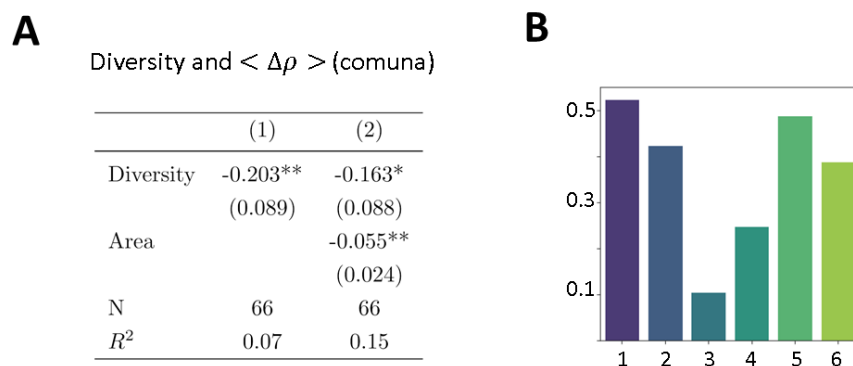 A
Diversity and < Δρ > (comuna)
(1) (2)
Diversity -0.203** -0.163*
(0.089) (0.088)
Area -0.055**
(0.024)
N 66 66
R² 0.07 0.15
B
0.5
0.3
0.1
1 2 3 4 5 6